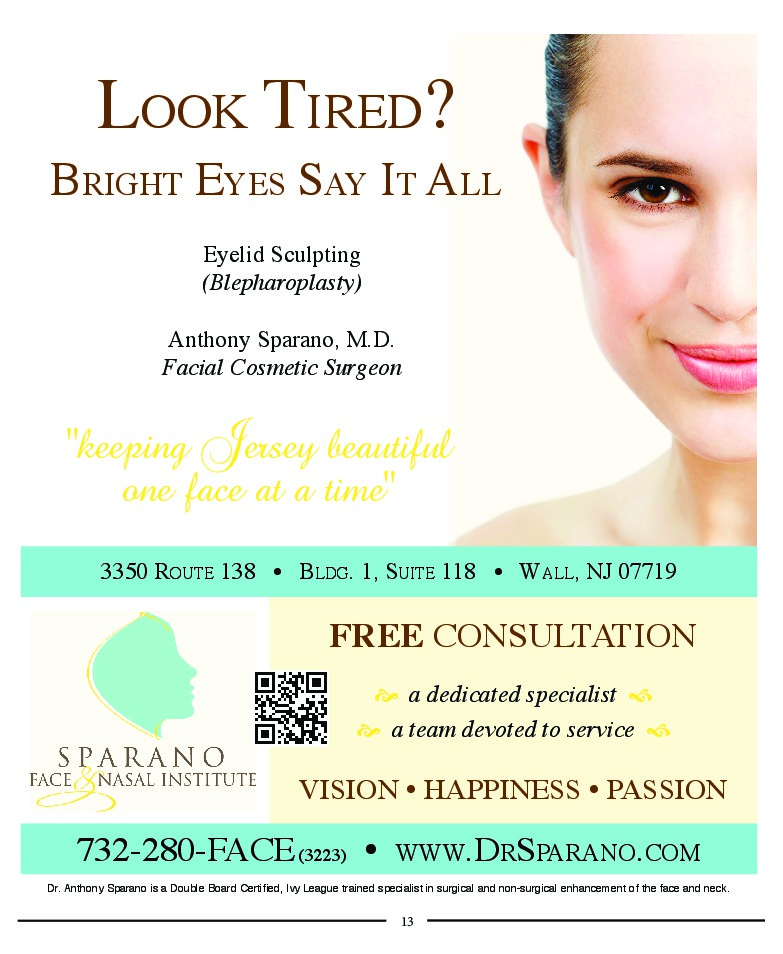 LOOK TIRED?
BRIGHT EYES SAY IT ALL
Eyelid Sculpting
(Blepharoplasty)
Anthony Sparano, M.D.
Facial Cosmetic Surgeon
"keeping Jersey beautiful
one face at a time"
3350 ROUTE 138 • BLDG. 1, SUITE 118 • WALL, NJ 07719
FREE CONSULTATION
a dedicated specialist
a team devoted to service
SPARANO
FACE & NASAL INSTITUTE
VISION • HAPPINESS • PASSION
732-280-FACE (3223) • WWW.DRSPARANO.COM
Dr. Anthony Sparano is a Double Board Certified, Ivy League trained specialist in surgical and non-surgical enhancement of the face and neck.
13